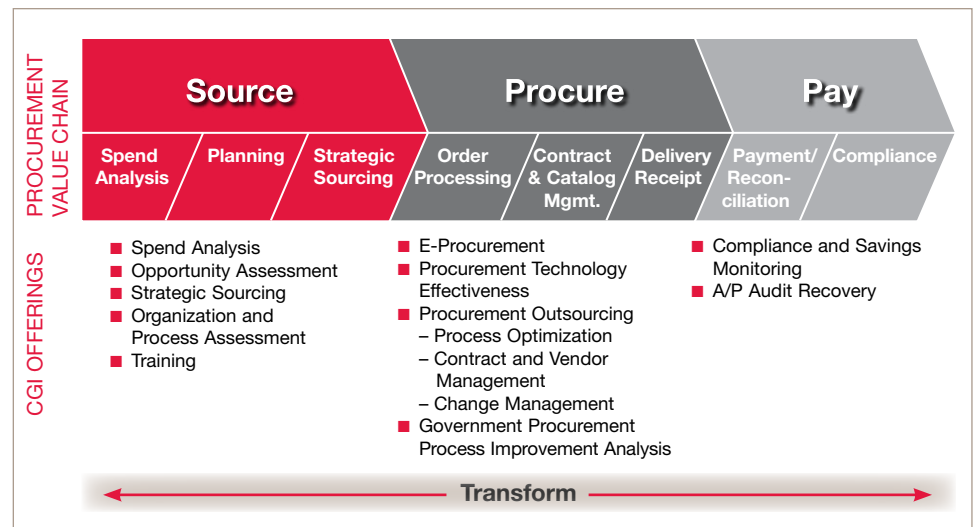 PROCUREMENT
VALUE CHAIN
Source
Procure
Pay
Spend
Analysis
Planning
Strategic
Sourcing
Order
Processing
Contract
& Catalog
Mgmt.
Delivery
Receipt
Payment/
Recon-
ciliation
Compliance
CGI OFFERINGS
■ Spend Analysis
■ Opportunity Assessment
■ Strategic Sourcing
■ Organization and
Process Assessment
■ Training
■ E-Procurement
■ Procurement Technology
Effectiveness
■ Procurement Outsourcing
– Process Optimization
– Contract and Vendor
Management
– Change Management
■ Government Procurement
Process Improvement Analysis
■ Compliance and Savings
Monitoring
■ A/P Audit Recovery
Transform